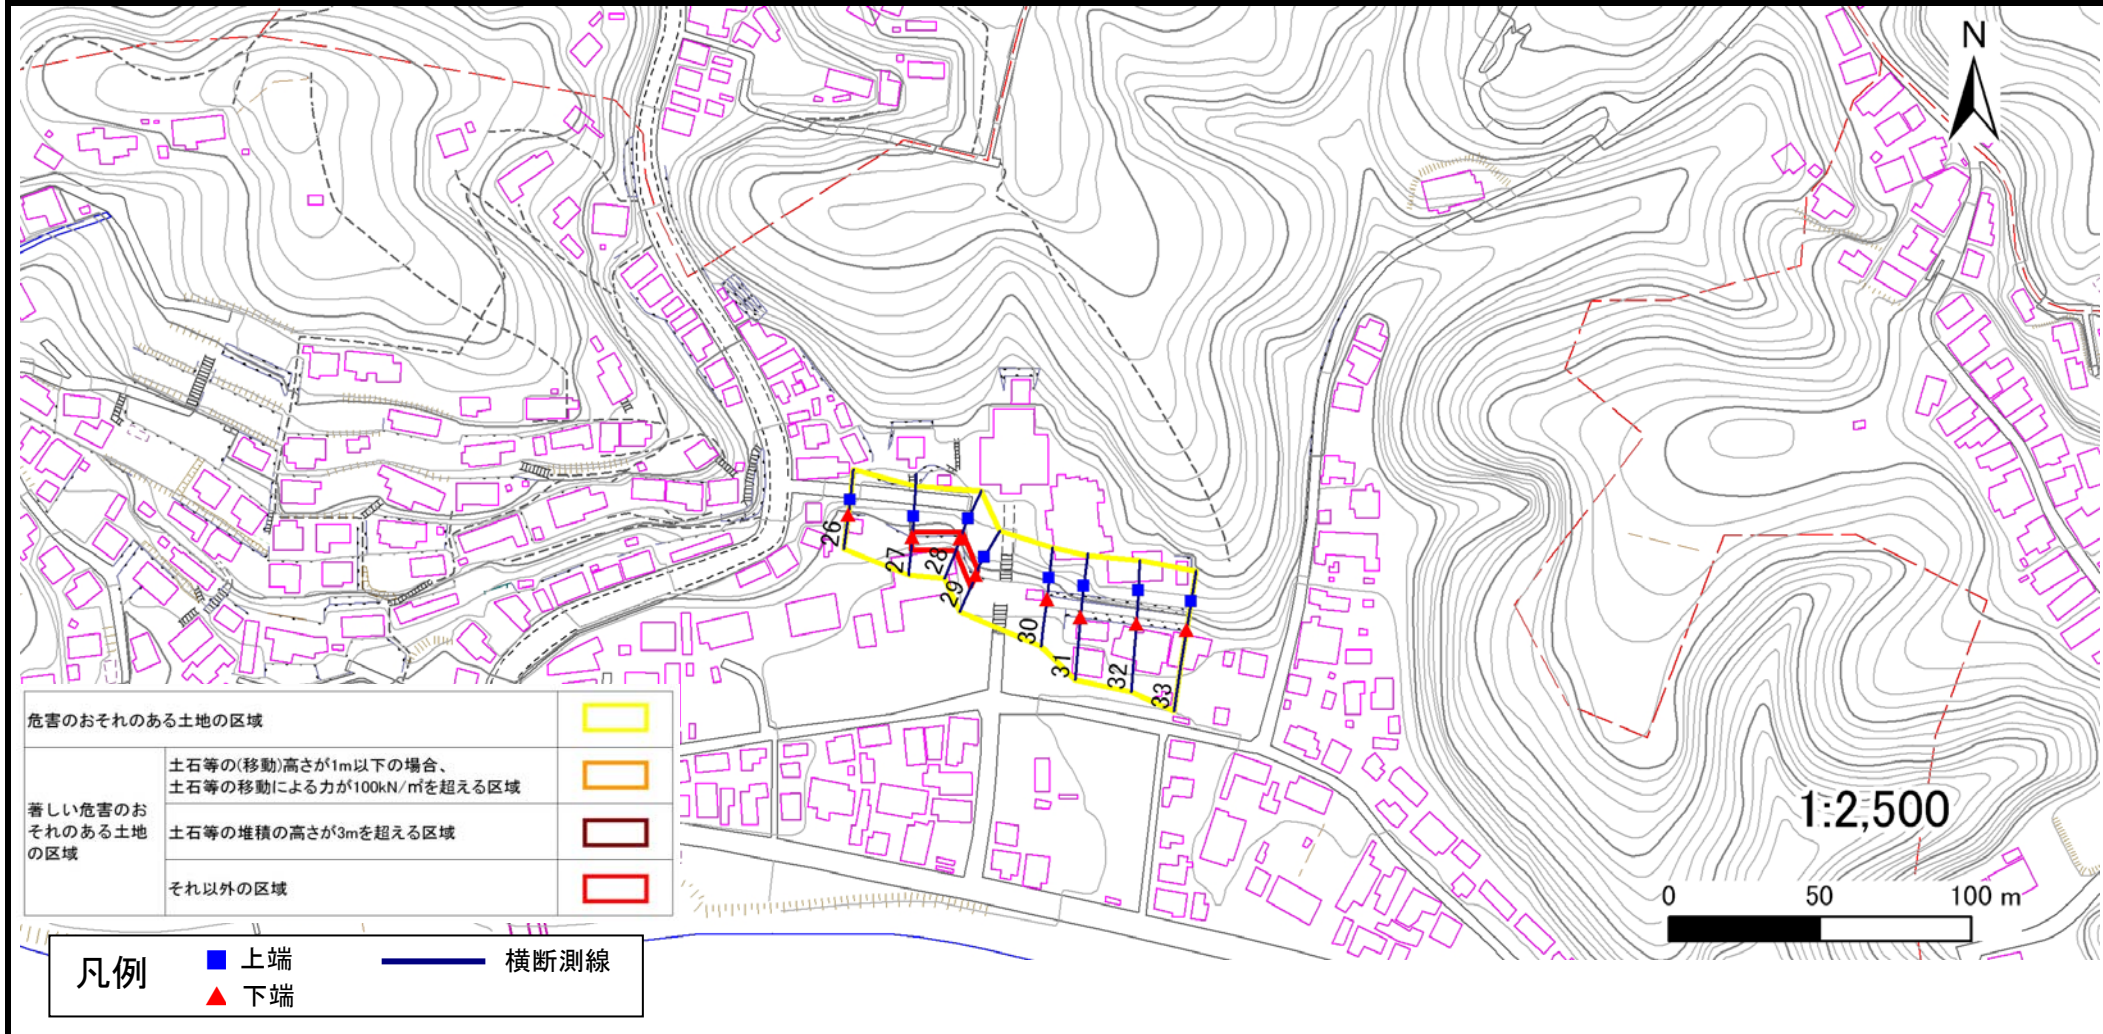 N
26
27
28
29
30
31
32
33
危害のおそれのある土地の区域
著しい危害のお
それのある土地
の区域
土石等の(移動)高さが1m以下の場合、
土石等の移動による力が100kN/㎡を超える区域
土石等の堆積の高さが3mを超える区域
それ以外の区域
1:2,500
0 50 100 m
凡例
上端
下端
横断測線